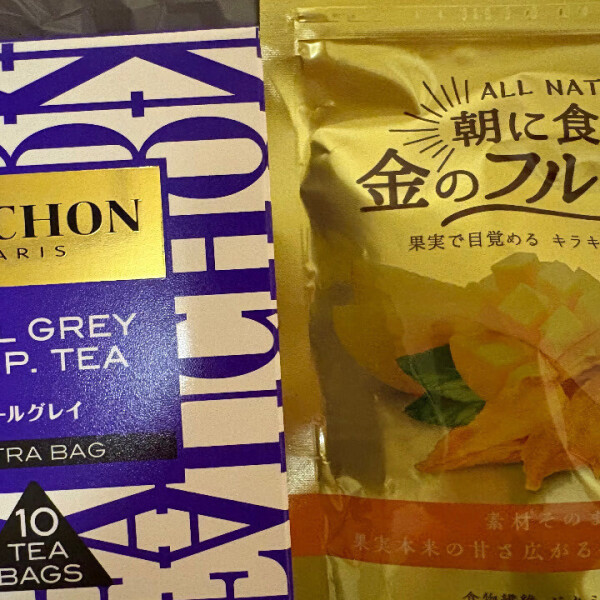 CHON
ARIS
L GREY
P. TEA
ールグレイ
TRA BAG
10
TEA
BAGS
ALL NAT
朝に食
金のフル
果実で目覚める キラキ
素材そのま
果実本来の甘さ広がる